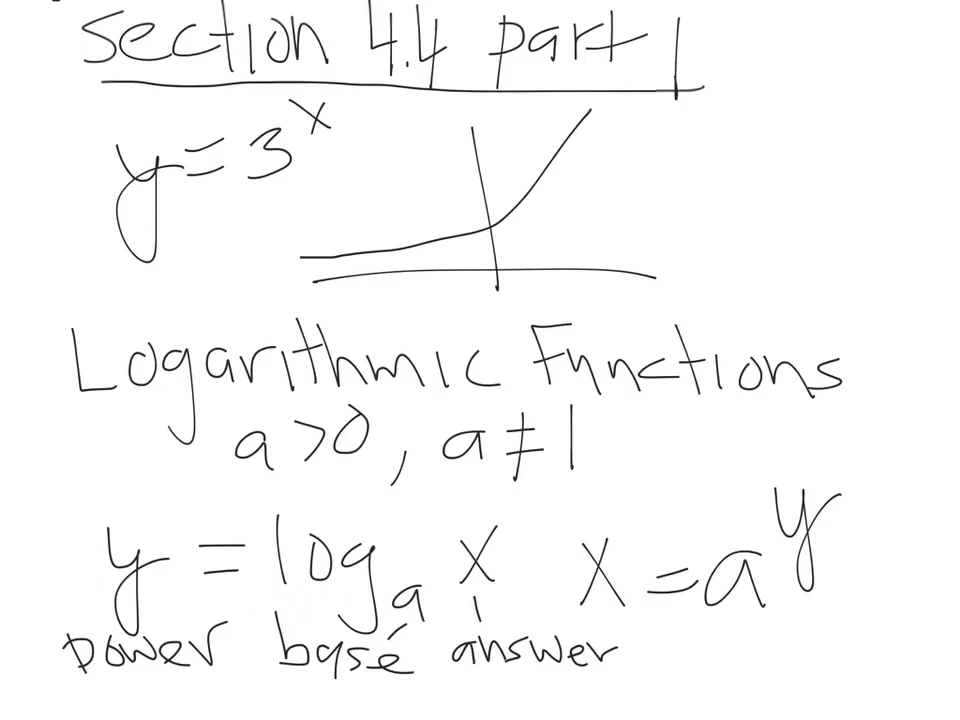 section 4.4 part 1
y = 3^x
Logarithmic Functions
a > 0, a ≠ 1
y = log_a x x = a^y
power base answer